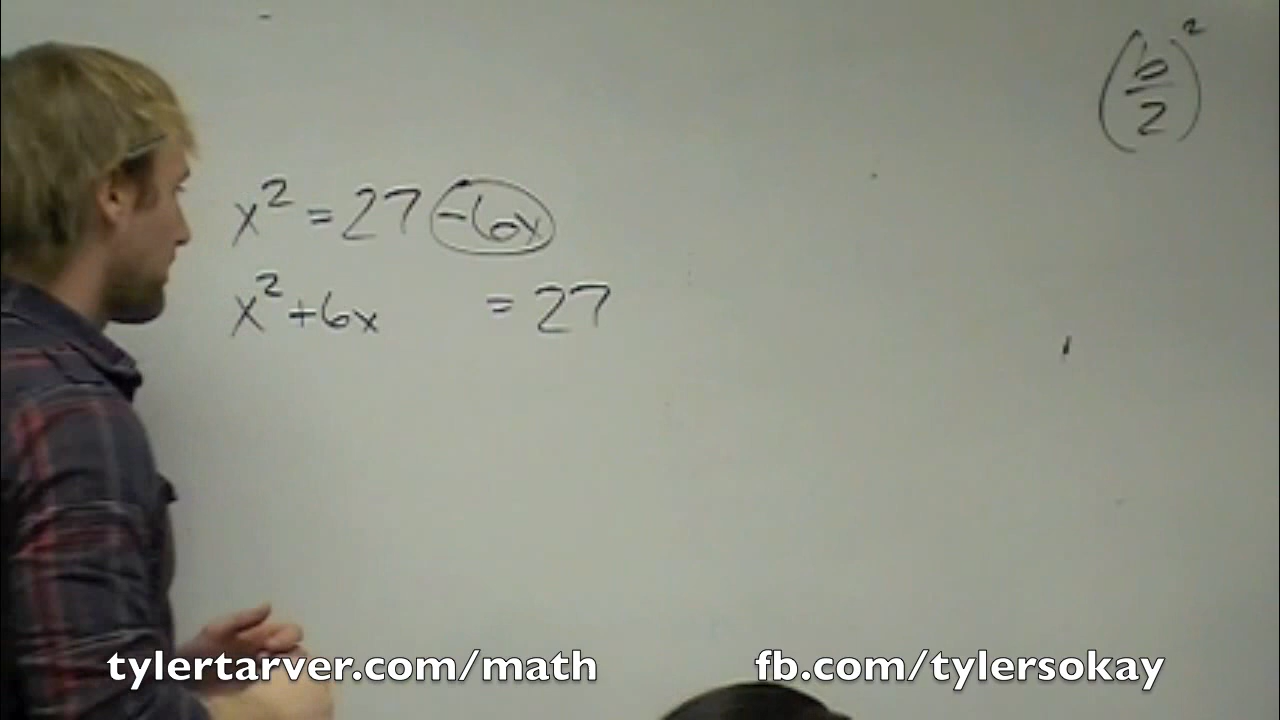 (b/2)²
x² = 27 -6x
x² + 6x = 27
tylertarver.com/math
fb.com/tylersokay